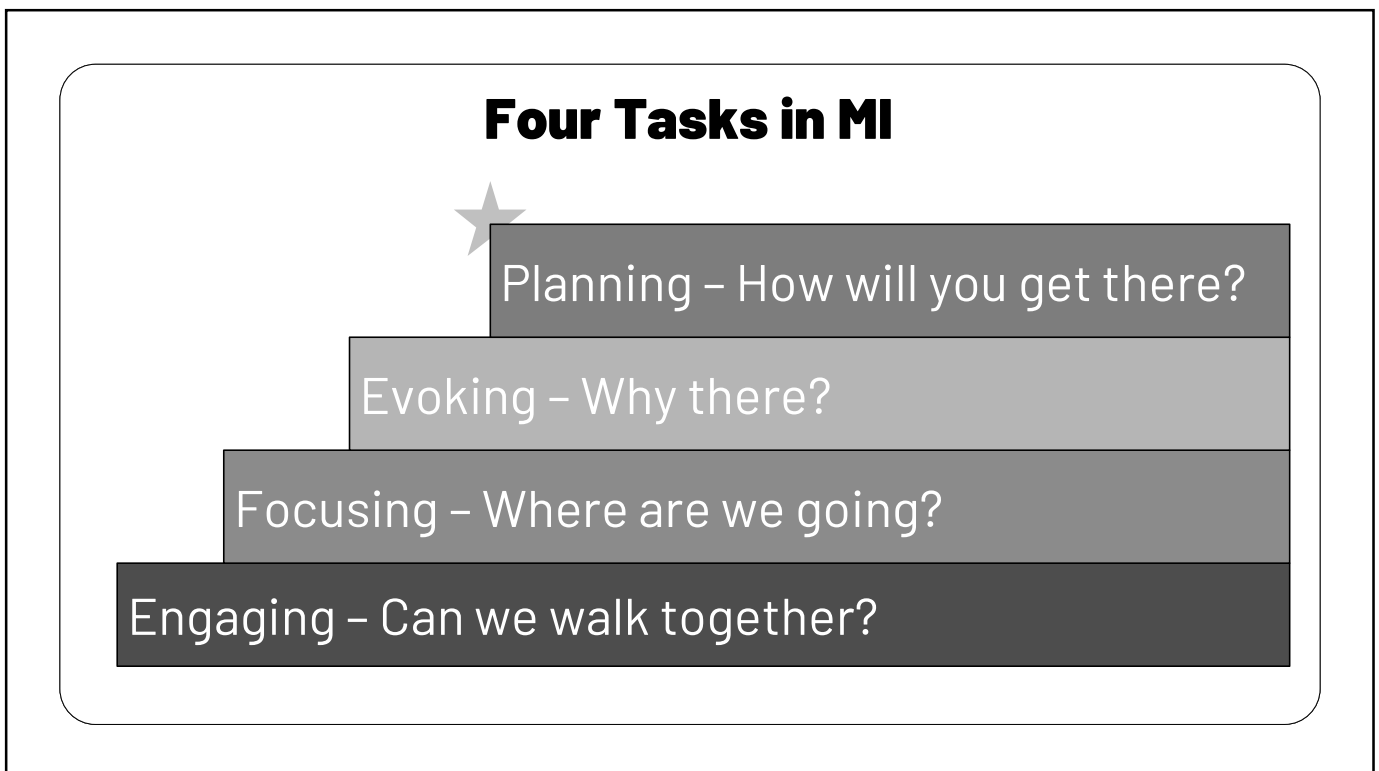 Four Tasks in MI
Planning – How will you get there?
Evoking – Why there?
Focusing – Where are we going?
Engaging – Can we walk together?